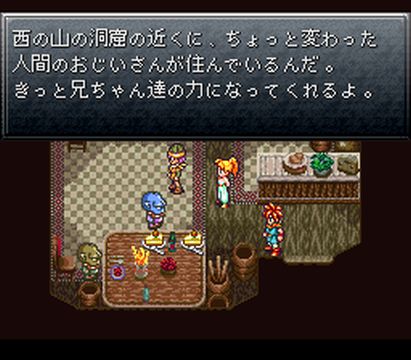 西の山の洞窟の近くに、ちょっと変わった
人間のおじいさんが住んでいるんだ。
きっと兄ちゃん達の力になってくれるよ。